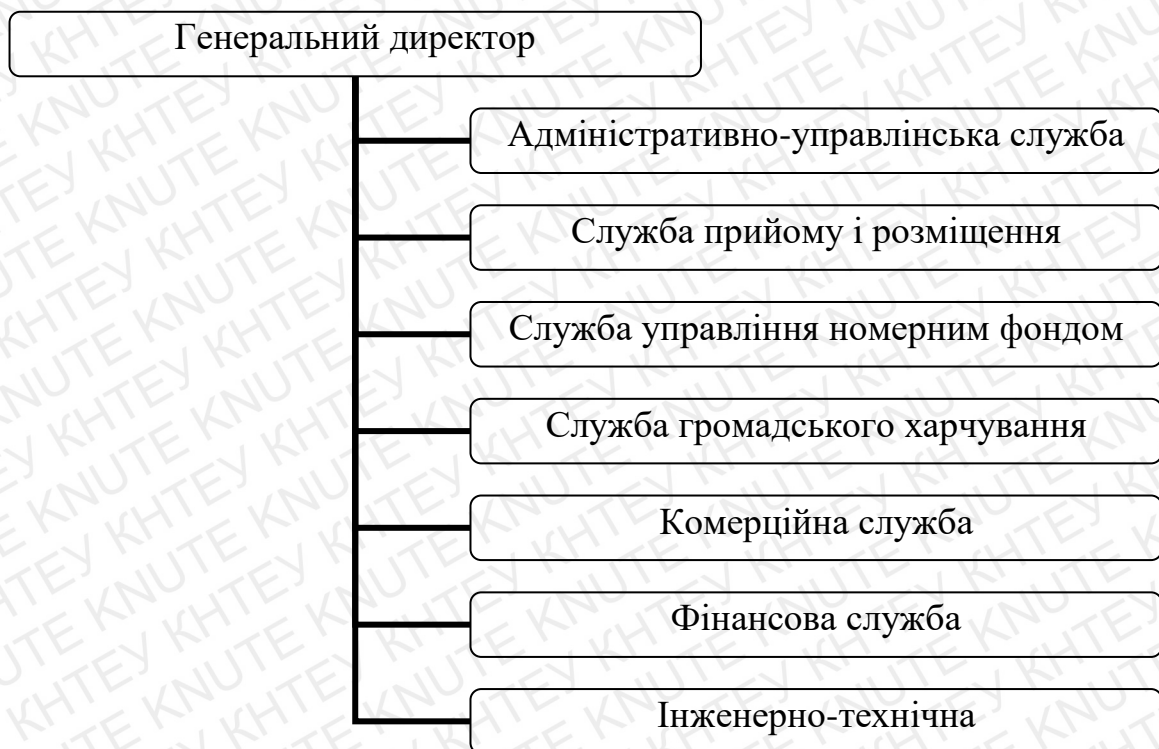 Генеральний директор
Адміністративно-управлінська служба
Служба прийому і розміщення
Служба управління номерним фондом
Служба громадського харчування
Комерційна служба
Фінансова служба
Інженерно-технічна